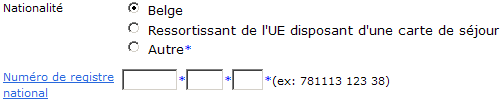 Nationalité
Belge
Ressortissant de l'UE disposant d'une carte de séjour
Autre*
Numéro de registre national
* * *(ex: 781113 123 38)